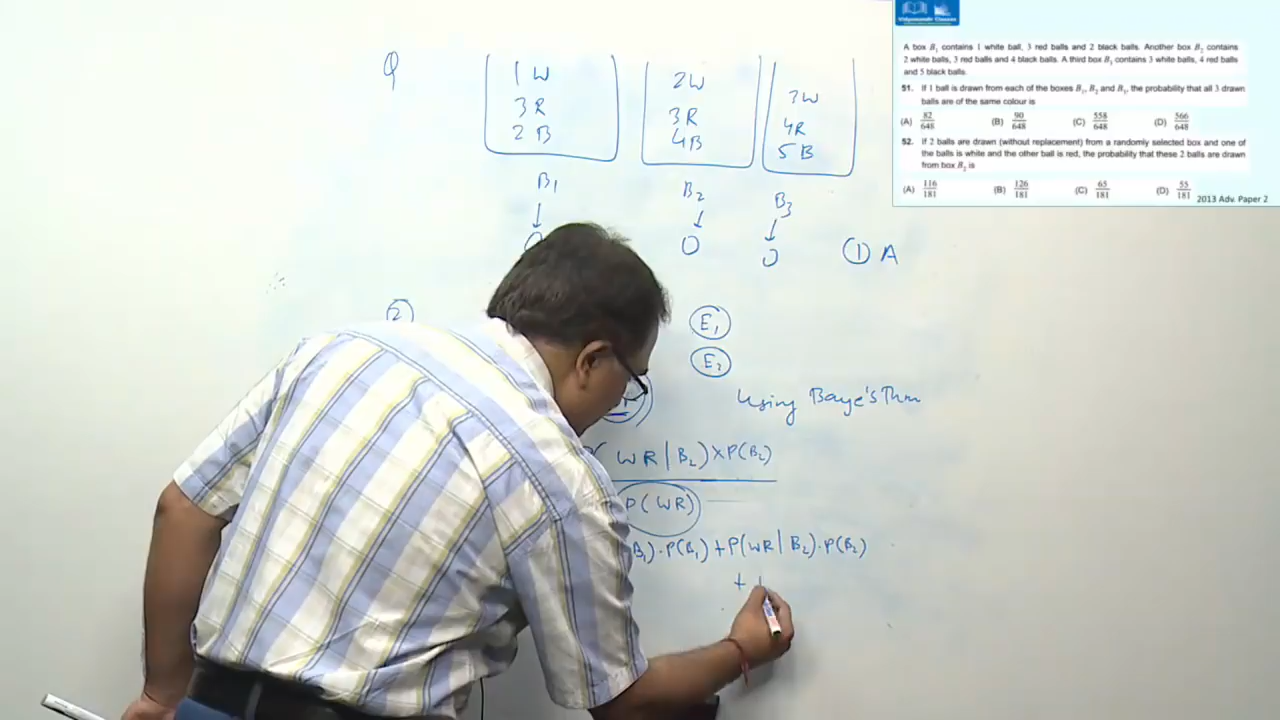 Vidyamandir Classes
A box B₁ contains 1 white ball, 3 red balls and 2 black balls. Another box B₂ contains
2 white balls, 3 red balls and 4 black balls. A third box B₃ contains 3 white balls, 4 red balls
and 5 black balls.
51. If 1 ball is drawn from each of the boxes B₁, B₂ and B₃, the probability that all 3 drawn
balls are of the same colour is
(A) 82/648 (B) 90/648 (C) 558/648 (D) 566/648
52. If 2 balls are drawn (without replacement) from a randomly selected box and one of
the balls is white and the other ball is red, the probability that these 2 balls are drawn
from box B₂ is
(A) 116/181 (B) 126/181 (C) 65/181 (D) 55/181
2013 Adv. Paper 2
Q
1 W
3 R
2 B
2W
3R
4B
3W
4R
5 B
B₁
B₂
B₃
① A
②
E₁
E₂
Using Baye's Thm
WR | B₂) × P(B₂)
P(WR)
B₁) · P(B₁) + P(WR | B₂) · P(B₂)
+